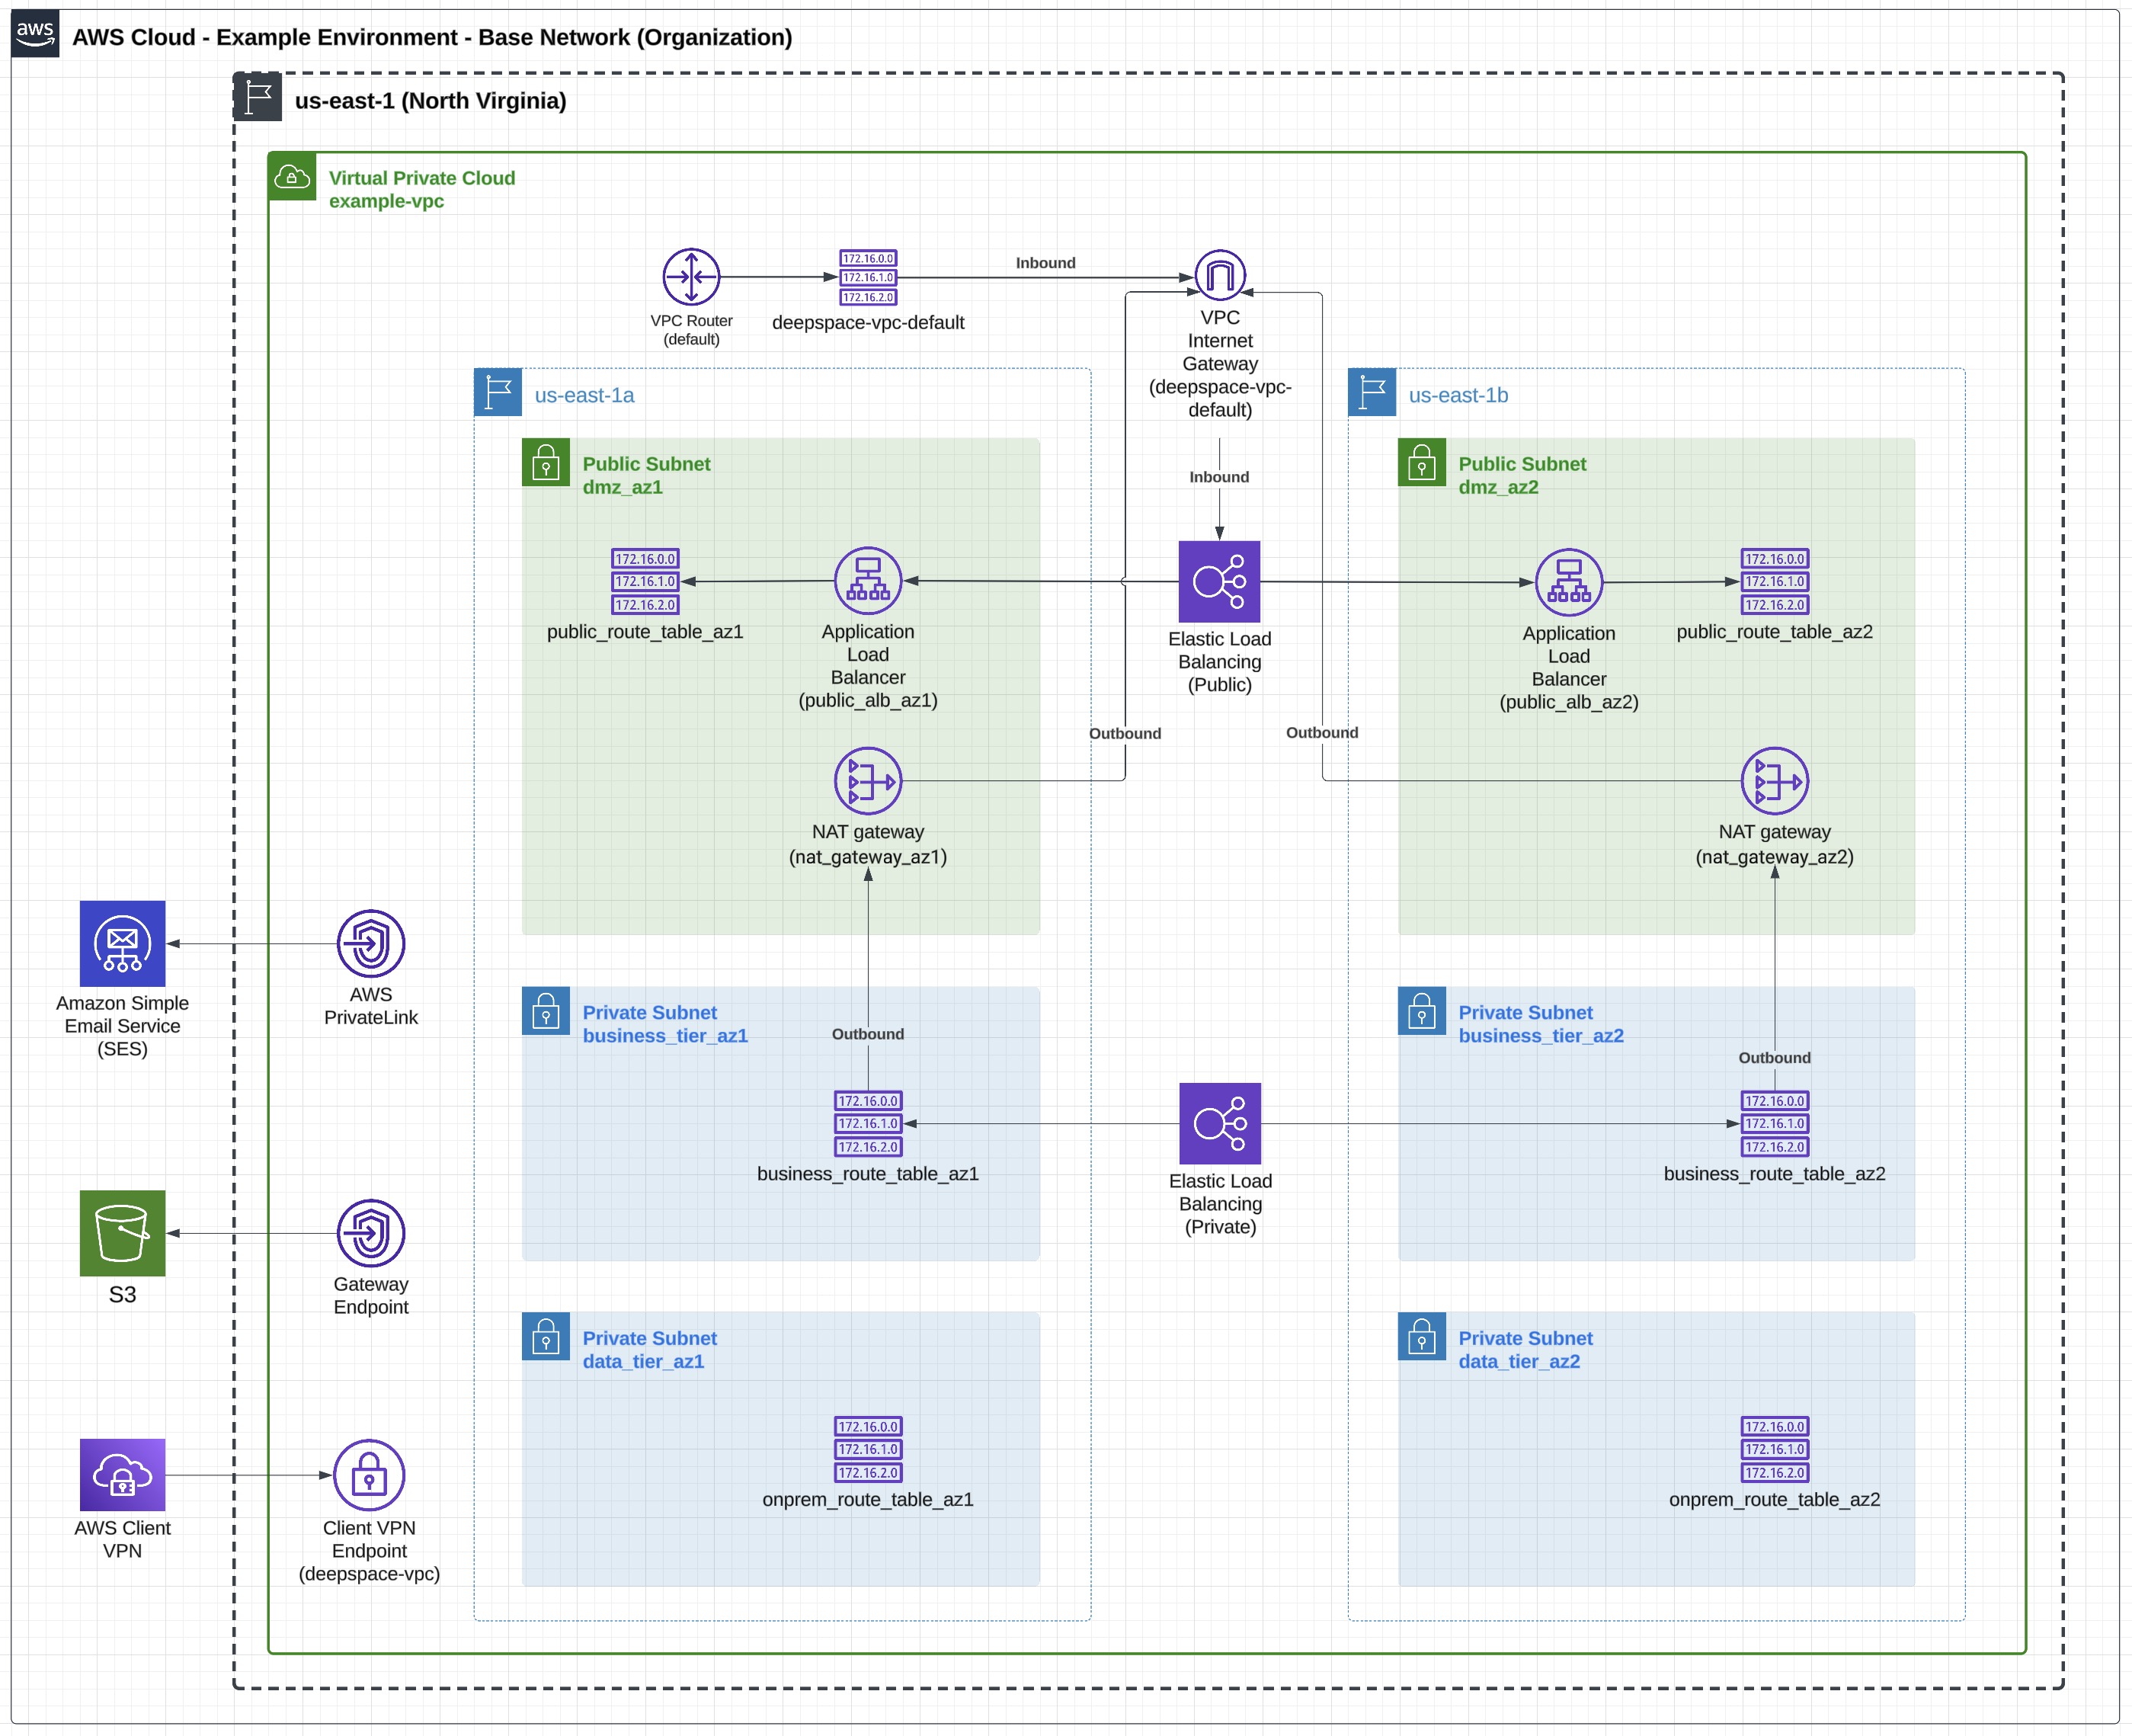 aws
AWS Cloud - Example Environment - Base Network (Organization)
us-east-1 (North Virginia)
Virtual Private Cloud
example-vpc
VPC Router
(default)
172.16.0.0
172.16.1.0
172.16.2.0
deepspace-vpc-default
Inbound
VPC
Internet
Gateway
(deepspace-vpc-
default)
Inbound
us-east-1a
Public Subnet
dmz_az1
172.16.0.0
172.16.1.0
172.16.2.0
public_route_table_az1
Application
Load
Balancer
(public_alb_az1)
Elastic Load
Balancing
(Public)
Outbound
Outbound
NAT gateway
(nat_gateway_az1)
us-east-1b
Public Subnet
dmz_az2
Application
Load
Balancer
(public_alb_az2)
172.16.0.0
172.16.1.0
172.16.2.0
public_route_table_az2
NAT gateway
(nat_gateway_az2)
Amazon Simple
Email Service
(SES)
AWS
PrivateLink
Private Subnet
business_tier_az1
Outbound
172.16.0.0
172.16.1.0
172.16.2.0
business_route_table_az1
Elastic Load
Balancing
(Private)
Private Subnet
business_tier_az2
Outbound
172.16.0.0
172.16.1.0
172.16.2.0
business_route_table_az2
S3
Gateway
Endpoint
Private Subnet
data_tier_az1
172.16.0.0
172.16.1.0
172.16.2.0
onprem_route_table_az1
Private Subnet
data_tier_az2
172.16.0.0
172.16.1.0
172.16.2.0
onprem_route_table_az2
AWS Client
VPN
Client VPN
Endpoint
(deepspace-vpc)